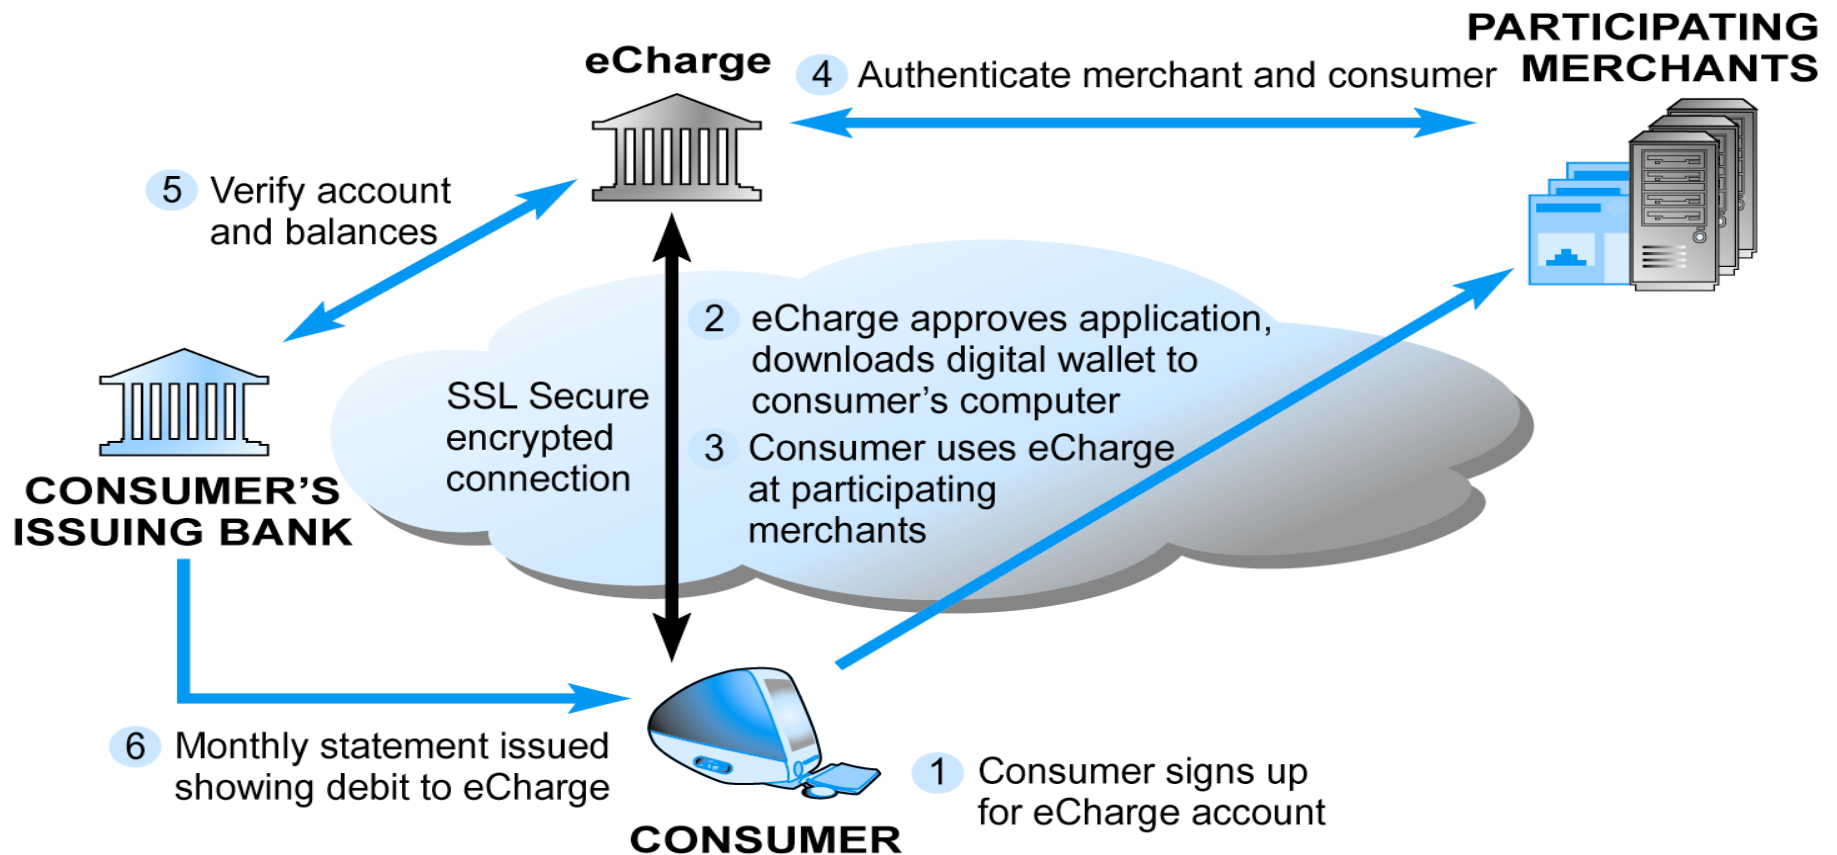 PARTICIPATING
MERCHANTS
eCharge
4 Authenticate merchant and consumer
5 Verify account
and balances
2 eCharge approves application,
downloads digital wallet to
consumer’s computer
SSL Secure
encrypted
connection
3 Consumer uses eCharge
at participating
merchants
CONSUMER’S
ISSUING BANK
6 Monthly statement issued
showing debit to eCharge
1 Consumer signs up
for eCharge account
CONSUMER